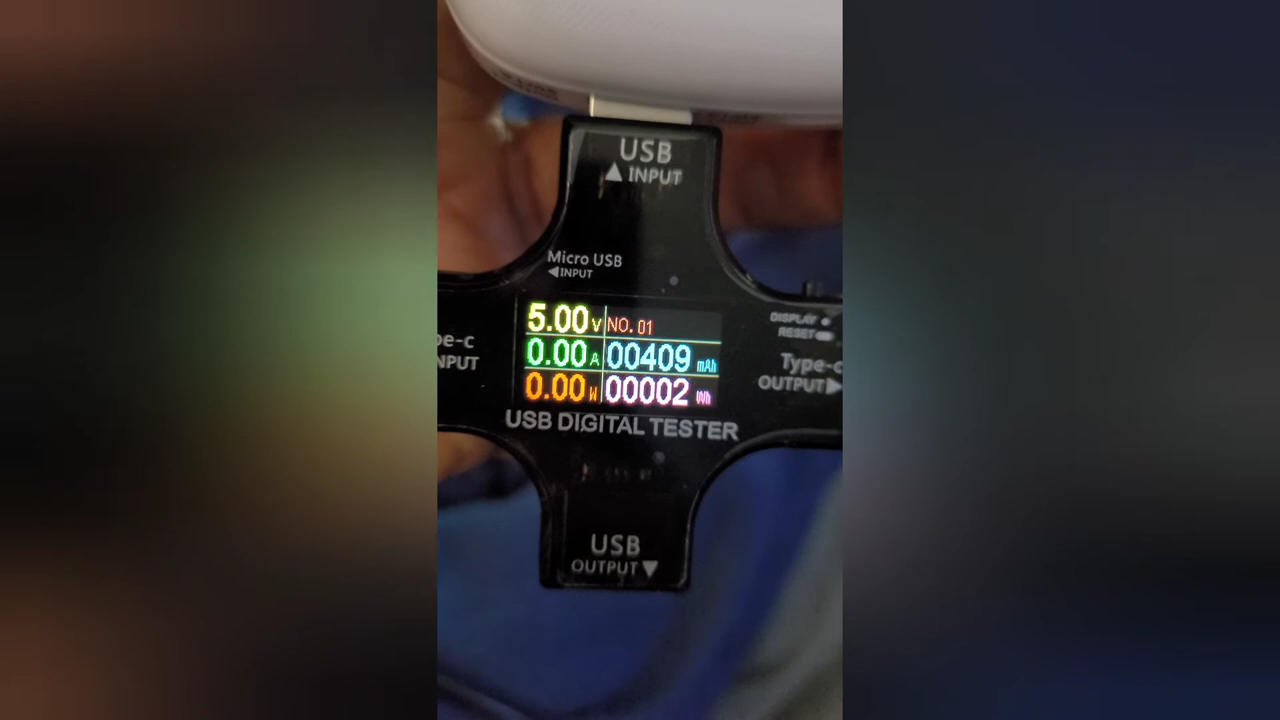 USB
▲ INPUT
Micro USB
◀INPUT
5.00 V NO. 01
0.00 A 00409 mAh
0.00 W 00002 Wh
DISPLAY
RESET
pe-c
NPUT
Type-c
OUTPUT▶
USB DIGITAL TESTER
USB
OUTPUT▼